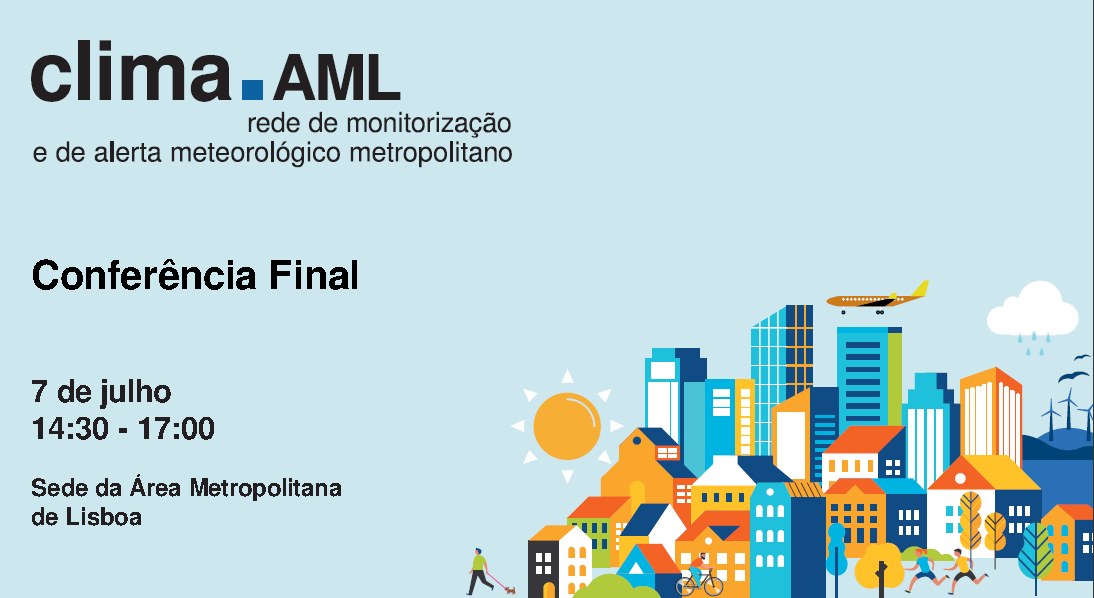 clima.AML
rede de monitorização
e de alerta meteorológico metropolitano
Conferência Final
7 de julho
14:30 - 17:00
Sede da Área Metropolitana
de Lisboa